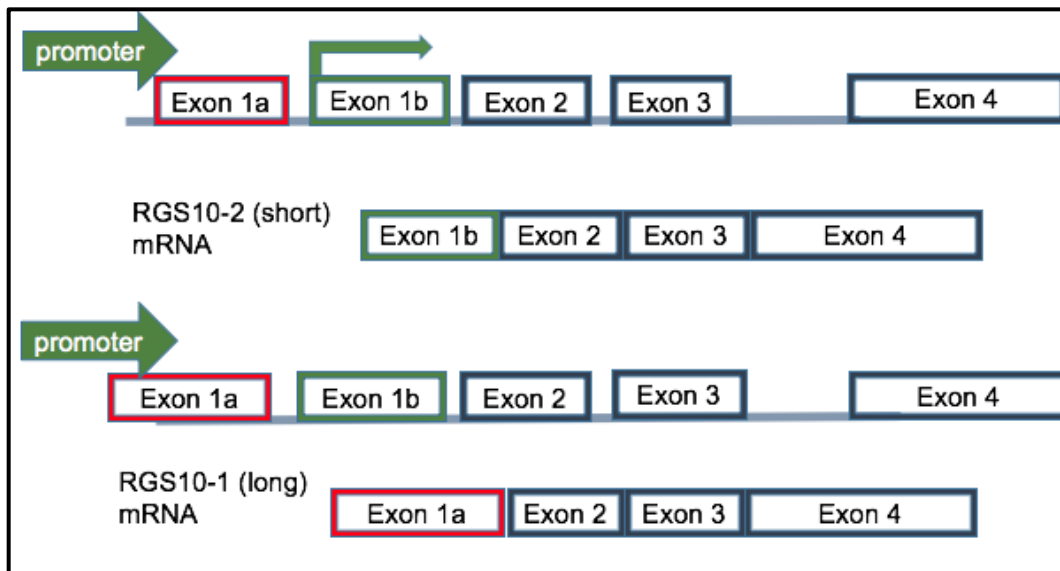 promoter
Exon 1a Exon 1b Exon 2 Exon 3 Exon 4
RGS10-2 (short)
mRNA
Exon 1b Exon 2 Exon 3 Exon 4
promoter
Exon 1a Exon 1b Exon 2 Exon 3 Exon 4
RGS10-1 (long)
mRNA
Exon 1a Exon 2 Exon 3 Exon 4